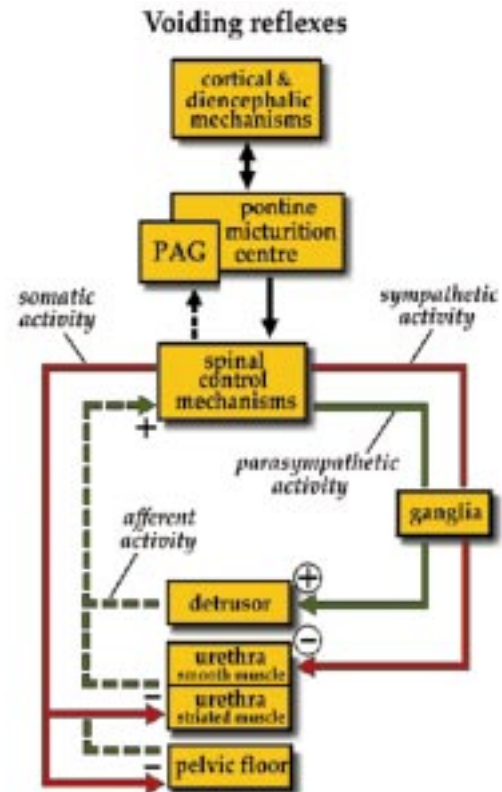 Voiding reflexes
cortical &
diencephalic
mechanisms
pontine
micturition
centre
PAG
somatic
activity
sympathetic
activity
spinal
control
mechanisms
+
parasympathetic
activity
afferent
activity
ganglia
+
detrusor
−
urethra
smooth muscle
−
urethra
striated muscle
−
pelvic floor